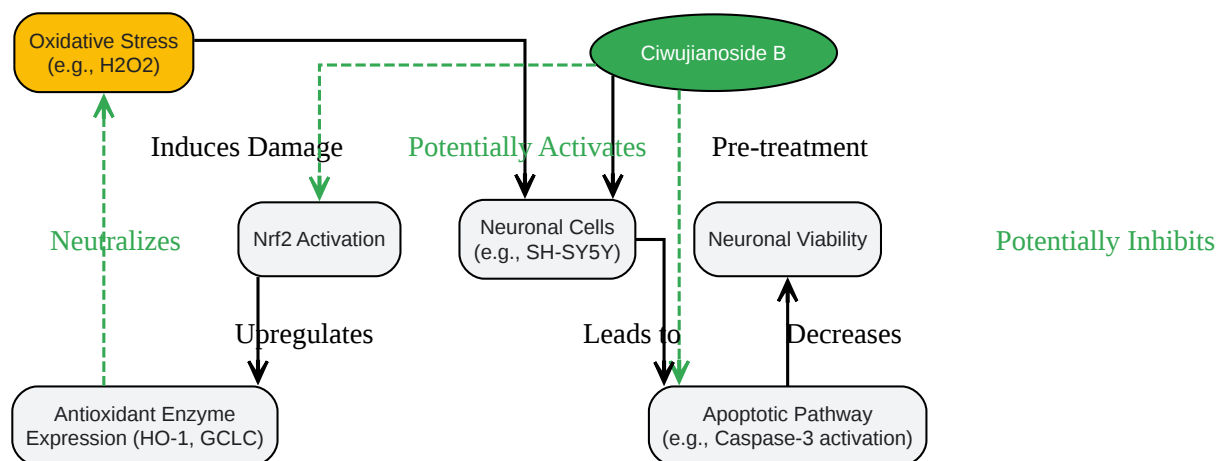 Oxidative Stress
(e.g., H2O2)
Ciwujianoside B
Induces Damage
Potentially Activates
Pre-treatment
Neutralizes
Nrf2 Activation
Neuronal Cells
(e.g., SH-SY5Y)
Neuronal Viability
Potentially Inhibits
Upregulates
Leads to
Decreases
Antioxidant Enzyme
Expression (HO-1, GCLC)
Apoptotic Pathway
(e.g., Caspase-3 activation)